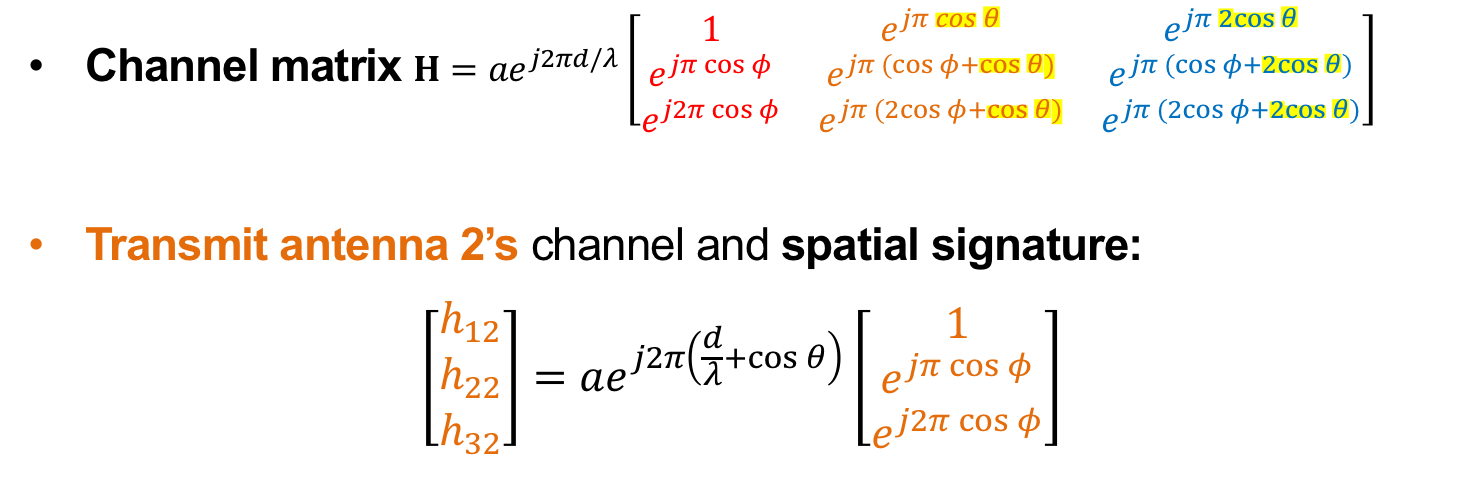 • Channel matrix 𝐇 = ae^{j2πd/λ} [ 1  e^{jπ cos θ}  e^{jπ 2cos θ} ; e^{jπ cos ϕ}  e^{jπ (cos ϕ+cos θ)}  e^{jπ (cos ϕ+2cos θ)} ; e^{j2π cos ϕ}  e^{jπ (2cos ϕ+cos θ)}  e^{jπ (2cos ϕ+2cos θ)} ]
• Transmit antenna 2’s channel and spatial signature:
[ h_{12} ; h_{22} ; h_{32} ] = ae^{j2π(d/λ+cos θ)} [ 1 ; e^{jπ cos ϕ} ; e^{j2π cos ϕ} ]